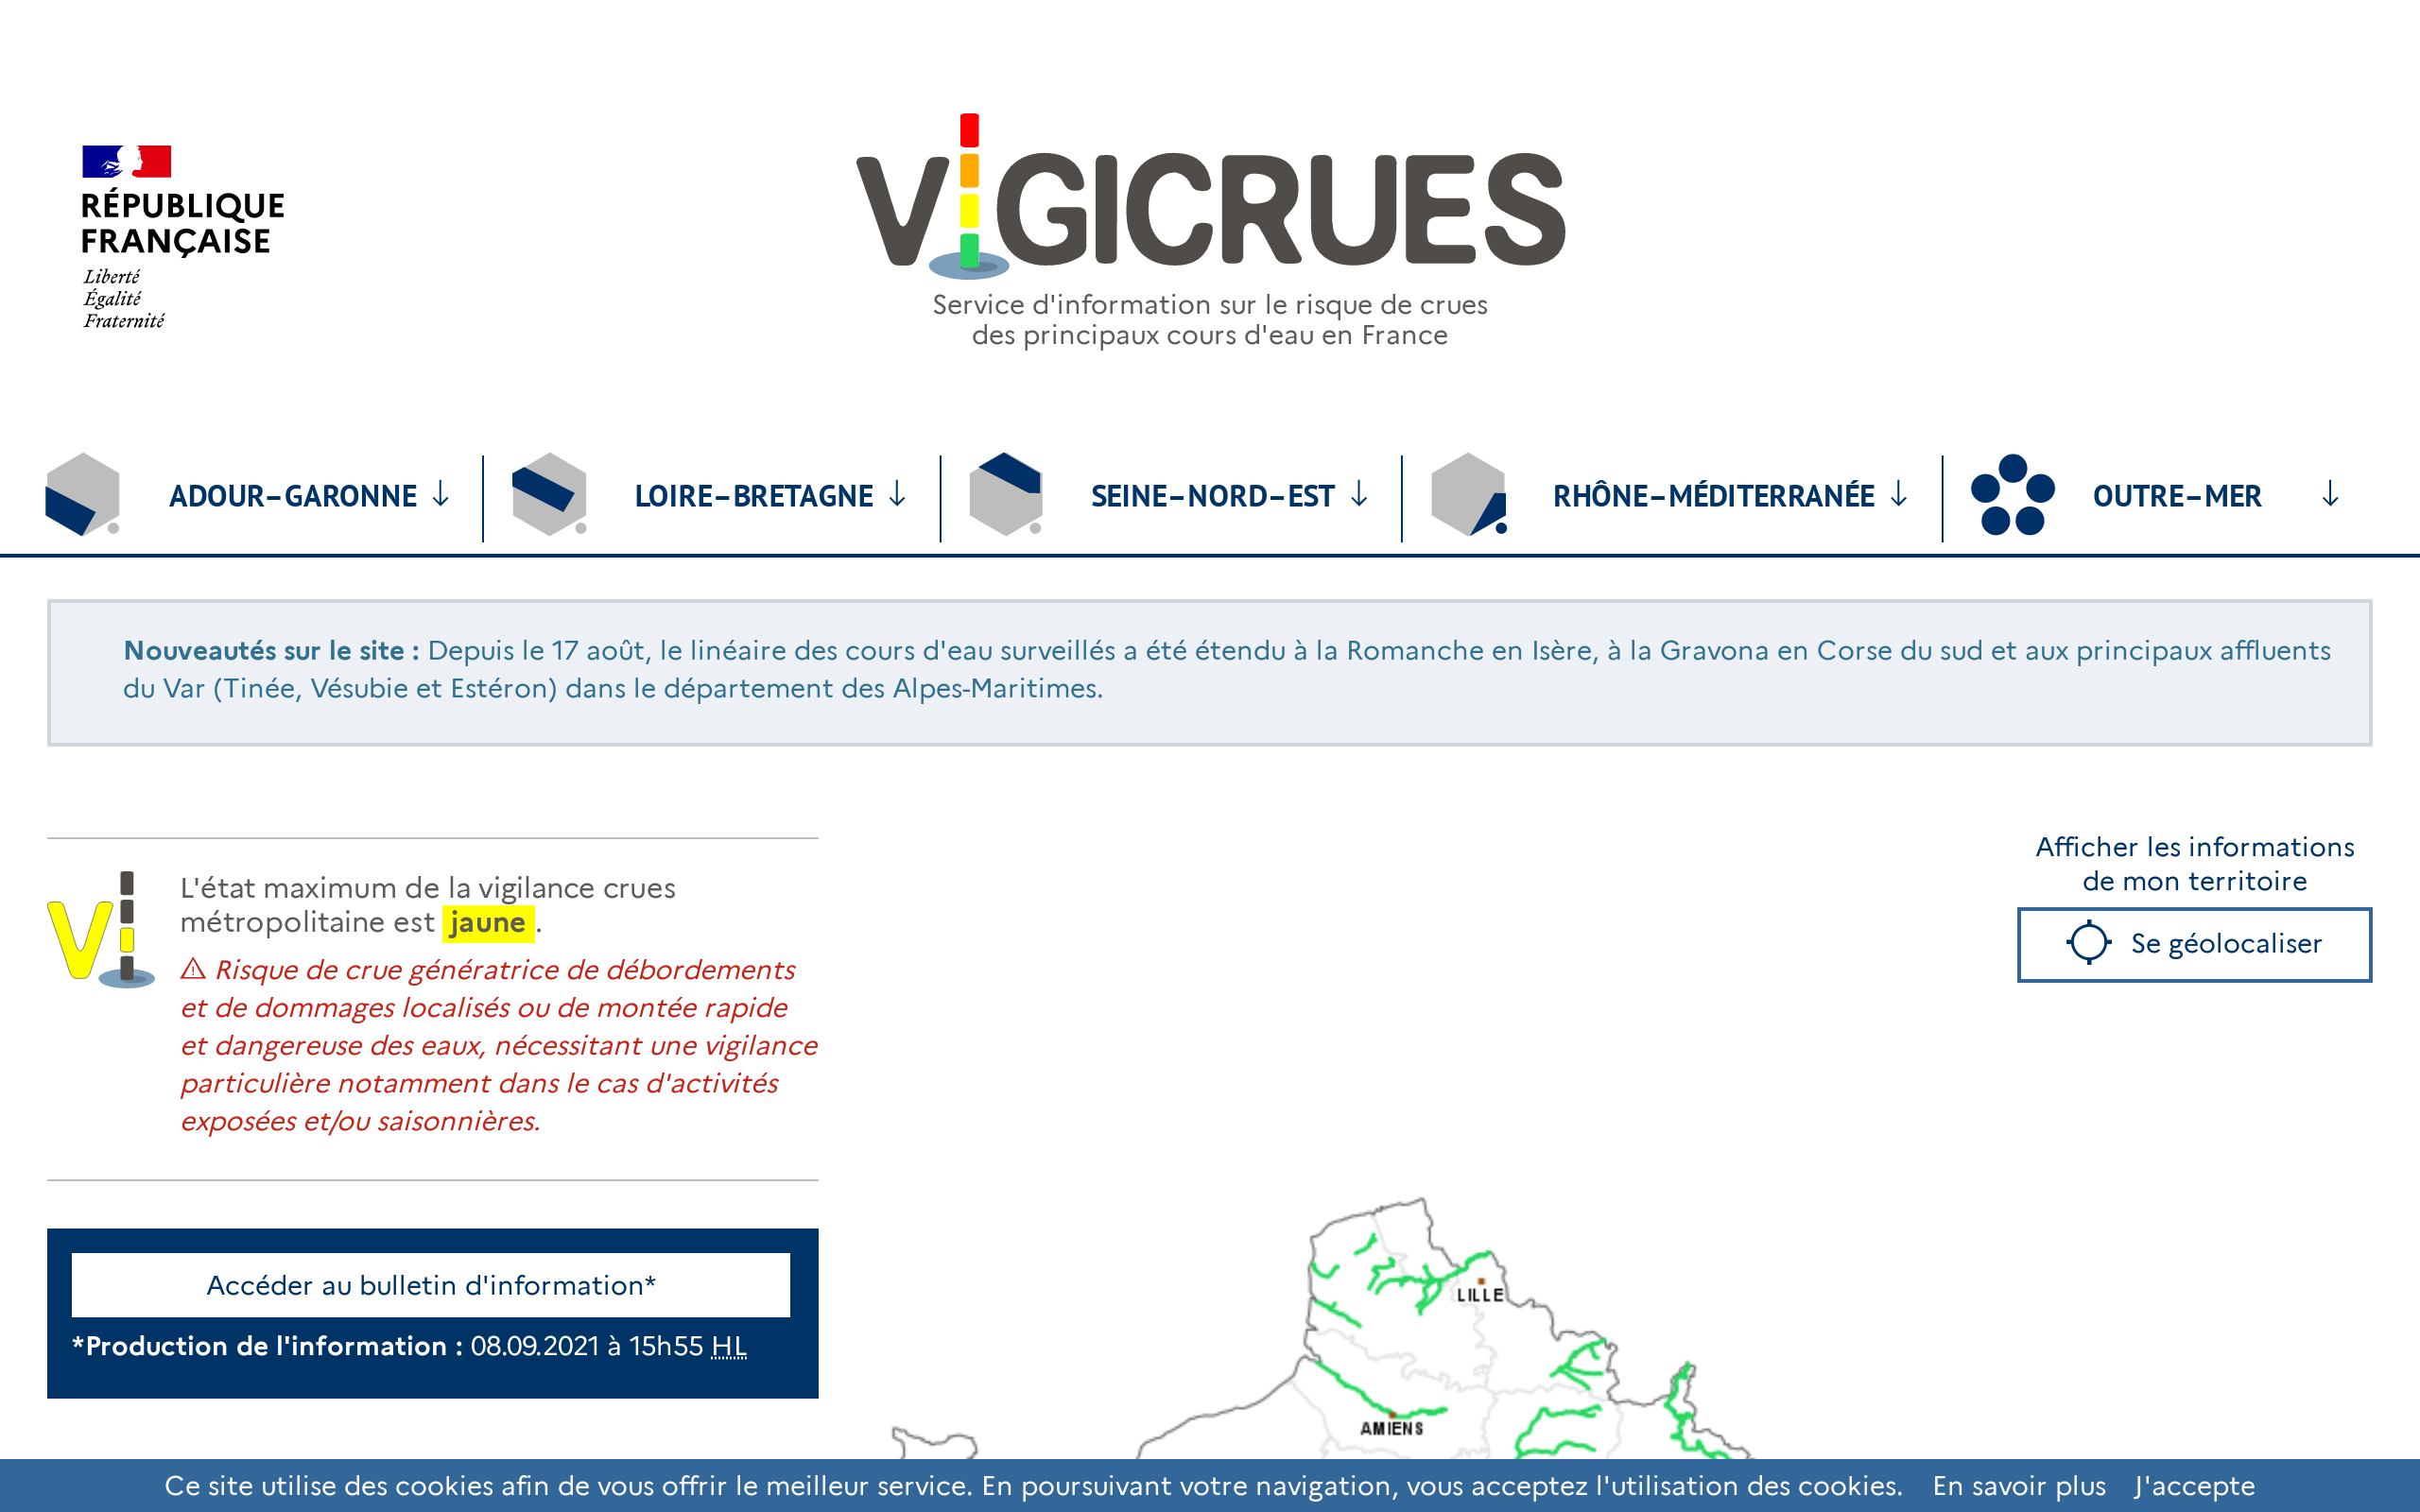 RÉPUBLIQUE
FRANÇAISE
Liberté
Égalité
Fraternité
VIGICRUES
Service d'information sur le risque de crues
des principaux cours d'eau en France
ADOUR-GARONNE
LOIRE-BRETAGNE
SEINE-NORD-EST
RHÔNE-MÉDITERRANÉE
OUTRE-MER
Nouveautés sur le site : Depuis le 17 août, le linéaire des cours d'eau surveillés a été étendu à la Romanche en Isère, à la Gravona en Corse du sud et aux principaux affluents
du Var (Tinée, Vésubie et Estéron) dans le département des Alpes-Maritimes.
Vi
L'état maximum de la vigilance crues
métropolitaine est jaune .
Risque de crue génératrice de débordements
et de dommages localisés ou de montée rapide
et dangereuse des eaux, nécessitant une vigilance
particulière notamment dans le cas d'activités
exposées et/ou saisonnières.
Afficher les informations
de mon territoire
Se géolocaliser
Accéder au bulletin d'information*
*Production de l'information : 08.09.2021 à 15h55 HL
LILLE
AMIENS
Ce site utilise des cookies afin de vous offrir le meilleur service. En poursuivant votre navigation, vous acceptez l'utilisation des cookies. En savoir plus J'accepte